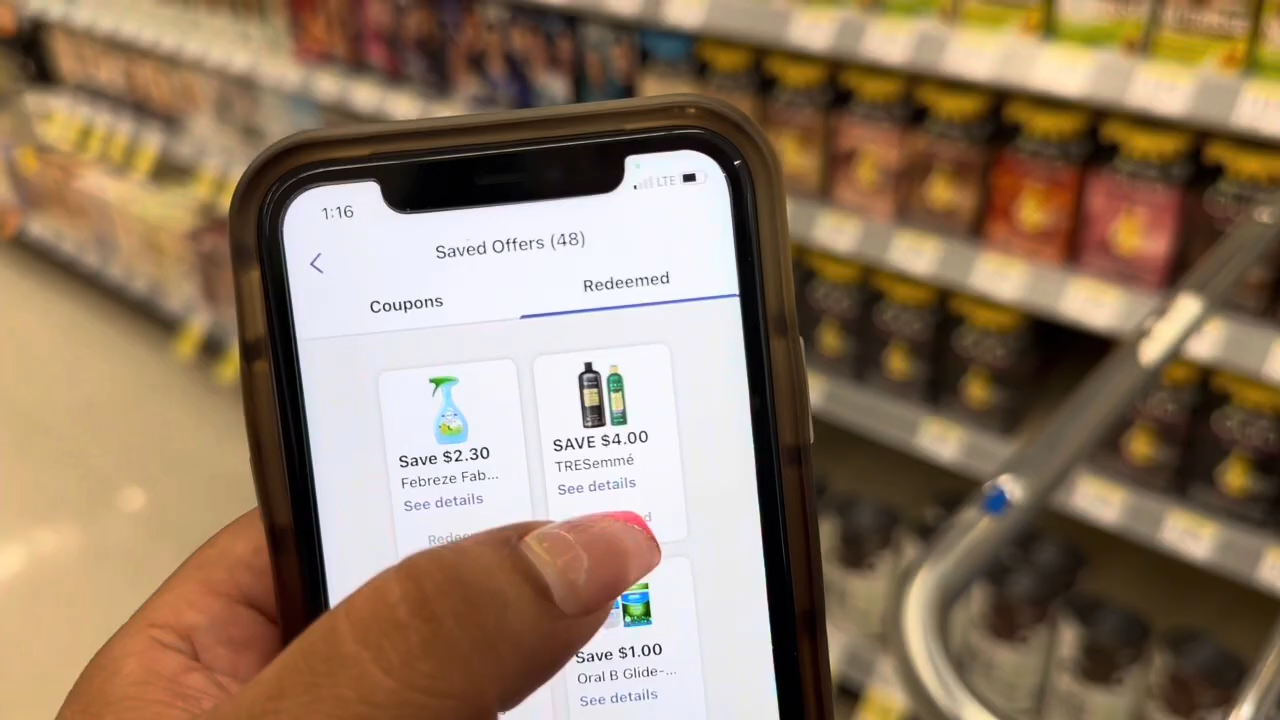 1:16
LTE
Saved Offers (48)
Coupons
Redeemed
Save $2.30
Febreze Fab...
See details
SAVE $4.00
TRESemmé
See details
Save $1.00
Oral B Glide-...
See details